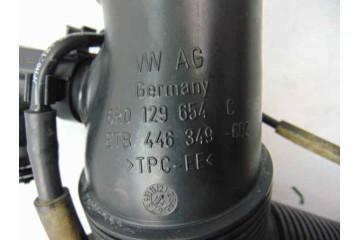 VW AG
Germany
6R0 129 654 C
ETB 446 349 -002
>TPC-FF<